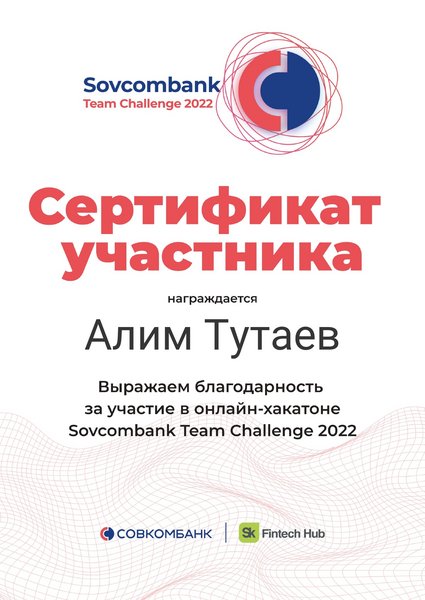 Sovcombank
Team Challenge 2022
Сертификат
участника
награждается
Алим Тутаев
Выражаем благодарность
за участие в онлайн-хакатоне
Sovcombank Team Challenge 2022
СОВКОМБАНК
Sk Fintech Hub